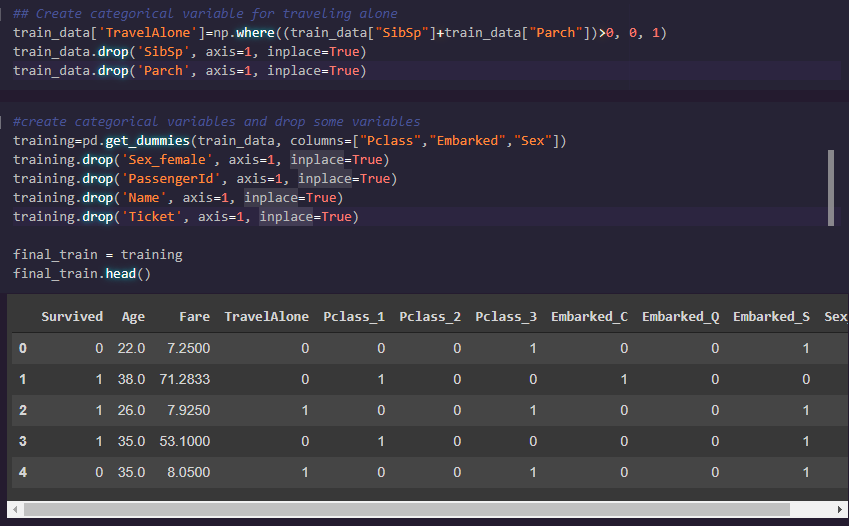 ## Create categorical variable for traveling alone
train_data['TravelAlone']=np.where((train_data["SibSp"]+train_data["Parch"])>0, 0, 1)
train_data.drop('SibSp', axis=1, inplace=True)
train_data.drop('Parch', axis=1, inplace=True)
#create categorical variables and drop some variables
training=pd.get_dummies(train_data, columns=["Pclass","Embarked","Sex"])
training.drop('Sex_female', axis=1, inplace=True)
training.drop('PassengerId', axis=1, inplace=True)
training.drop('Name', axis=1, inplace=True)
training.drop('Ticket', axis=1, inplace=True)
final_train = training
final_train.head()
Survived Age Fare TravelAlone Pclass_1 Pclass_2 Pclass_3 Embarked_C Embarked_Q Embarked_S Sex_
0 0 22.0 7.2500 0 0 0 1 0 0 1
1 1 38.0 71.2833 0 1 0 0 1 0 0
2 1 26.0 7.9250 1 0 0 1 0 0 1
3 1 35.0 53.1000 0 1 0 0 0 0 1
4 0 35.0 8.0500 1 0 0 1 0 0 1